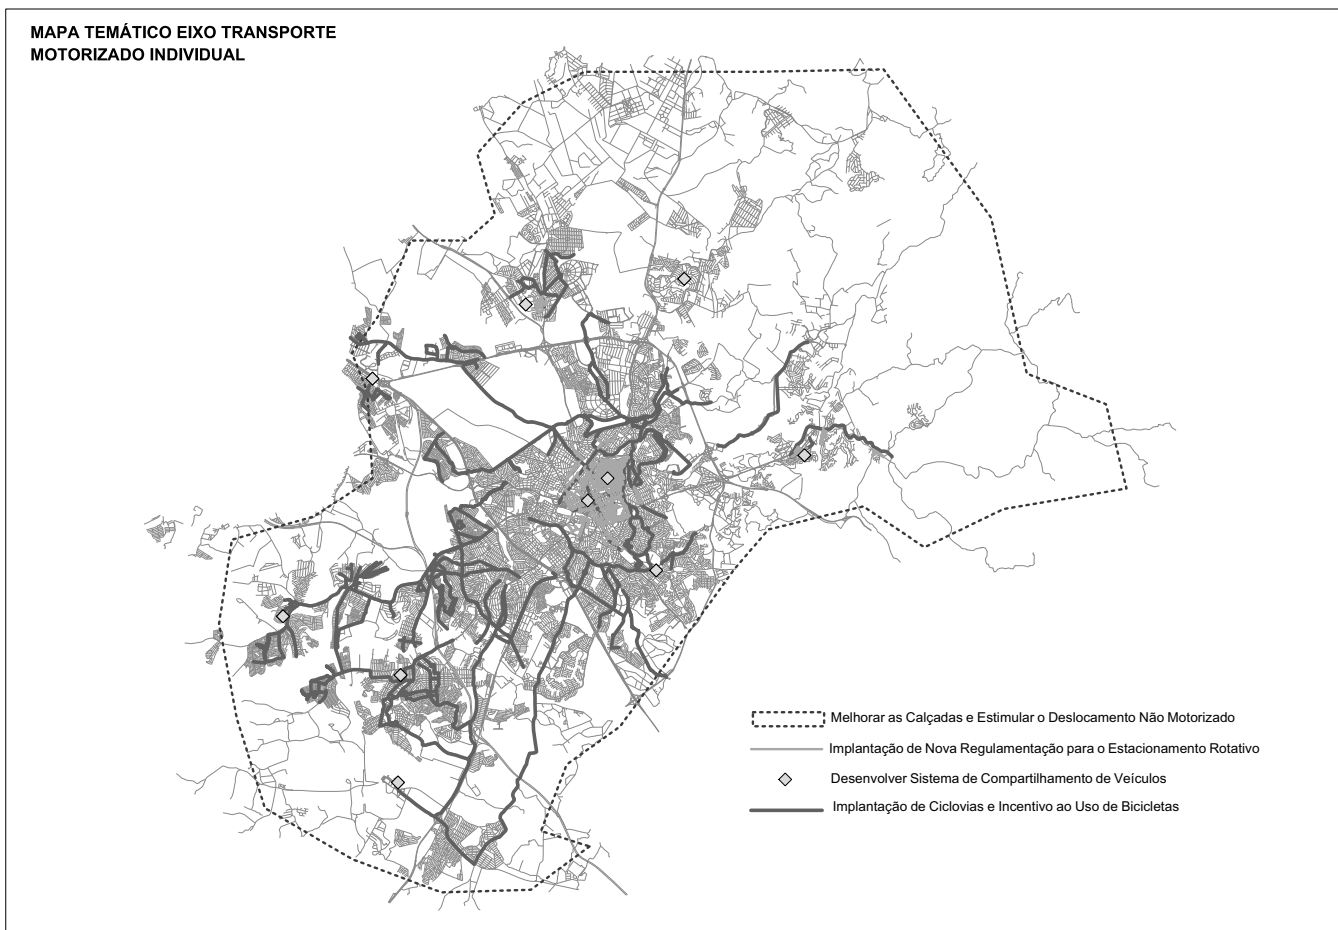 MAPA TEMÁTICO EIXO TRANSPORTE
MOTORIZADO INDIVIDUAL
Melhorar as Calçadas e Estimular o Deslocamento Não Motorizado
Implantação de Nova Regulamentação para o Estacionamento Rotativo
Desenvolver Sistema de Compartilhamento de Veículos
Implantação de Ciclovias e Incentivo ao Uso de Bicicletas